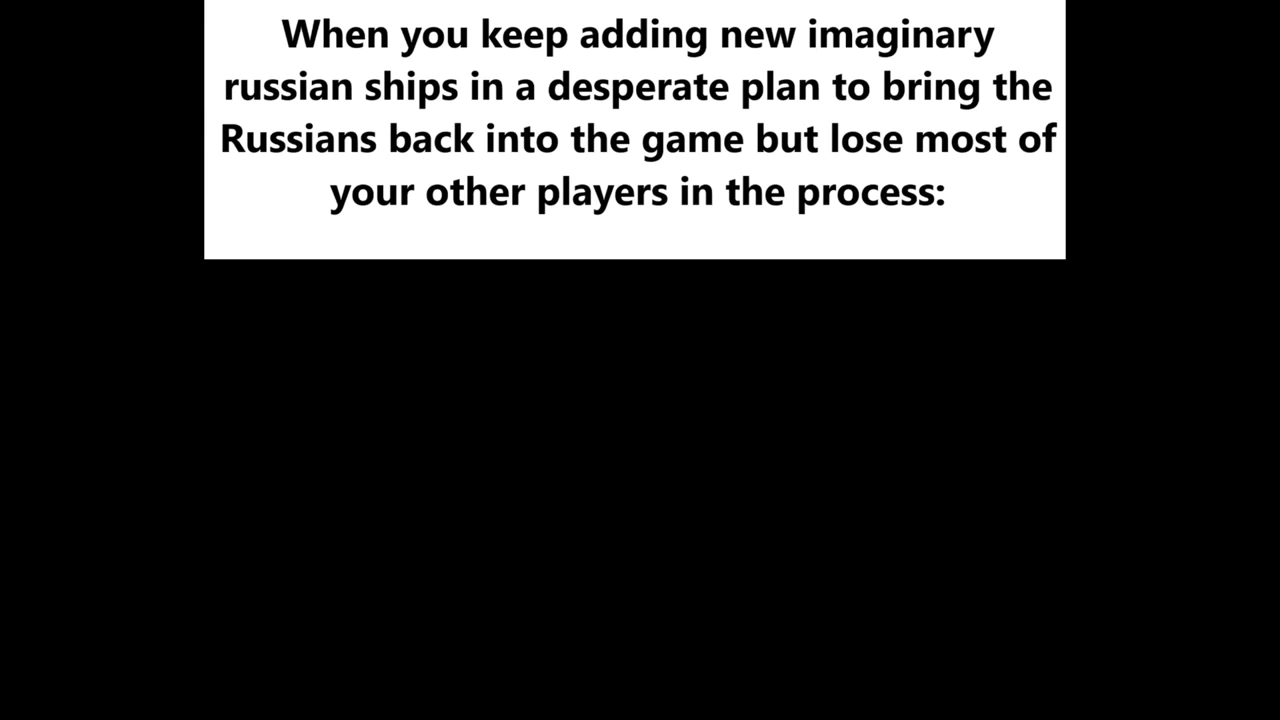 When you keep adding new imaginary
russian ships in a desperate plan to bring the
Russians back into the game but lose most of
your other players in the process: